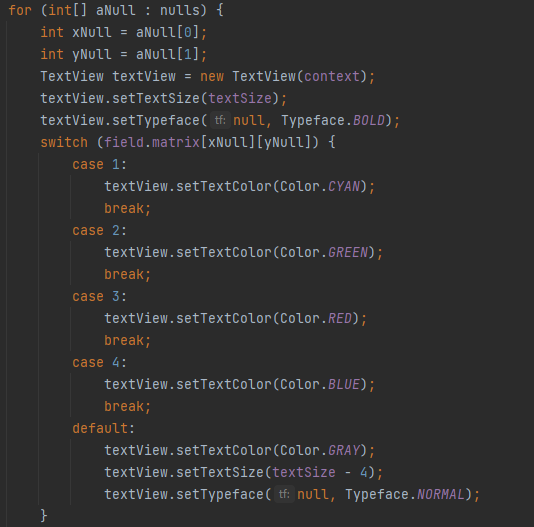 for (int[] aNull : nulls) {
    int xNull = aNull[0];
    int yNull = aNull[1];
    TextView textView = new TextView(context);
    textView.setTextSize(textSize);
    textView.setTypeface( tf: null, Typeface.BOLD);
    switch (field.matrix[xNull][yNull]) {
        case 1:
            textView.setTextColor(Color.CYAN);
            break;
        case 2:
            textView.setTextColor(Color.GREEN);
            break;
        case 3:
            textView.setTextColor(Color.RED);
            break;
        case 4:
            textView.setTextColor(Color.BLUE);
            break;
        default:
            textView.setTextColor(Color.GRAY);
            textView.setTextSize(textSize - 4);
            textView.setTypeface( tf: null, Typeface.NORMAL);
    }